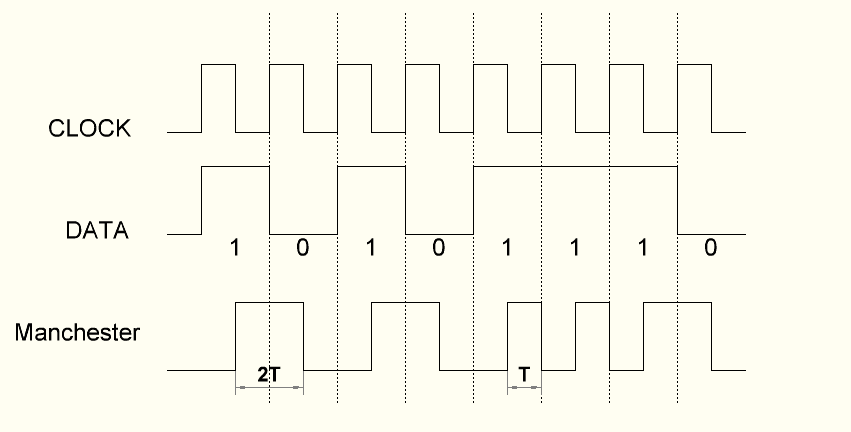 CLOCK
DATA
1 0 1 0 1 1 1 0
Manchester
2T T